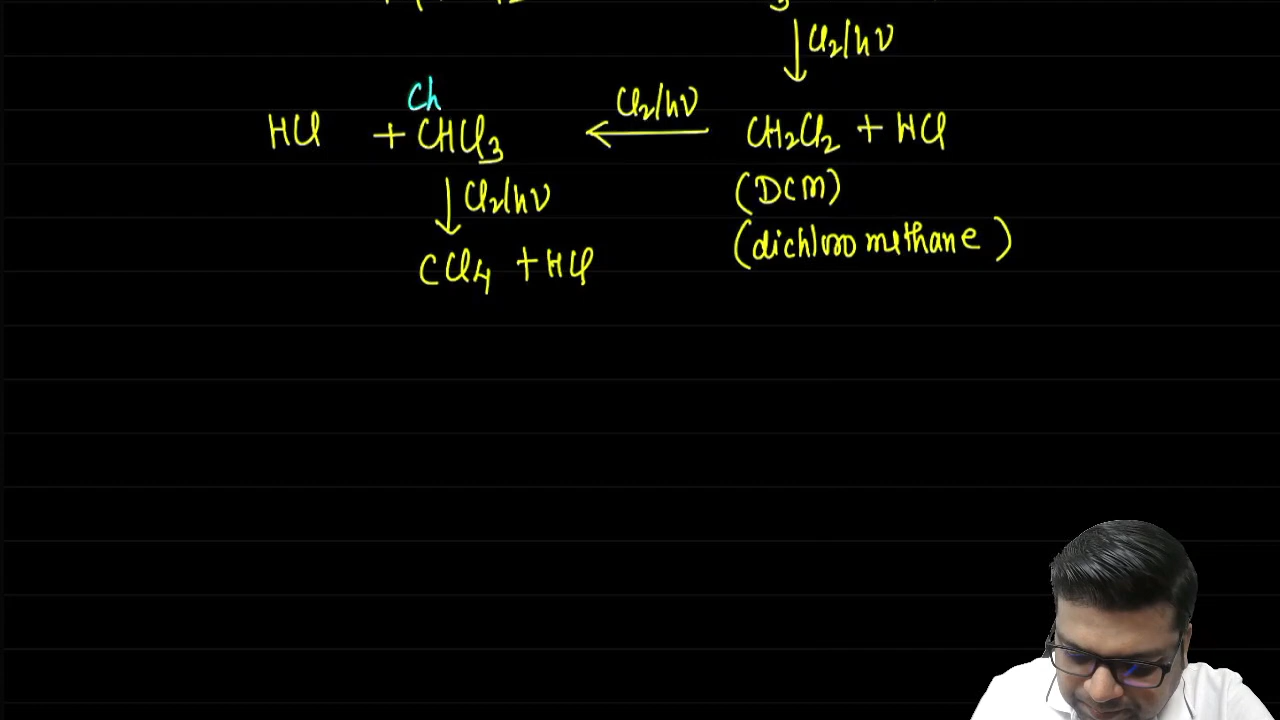 Cl₂/hν
Ch
HCl + CHCl₃ ← Cl₂/hν CH₂Cl₂ + HCl
↓ Cl₂/hν (DCM)
CCl₄ + HCl (dichloromethane)